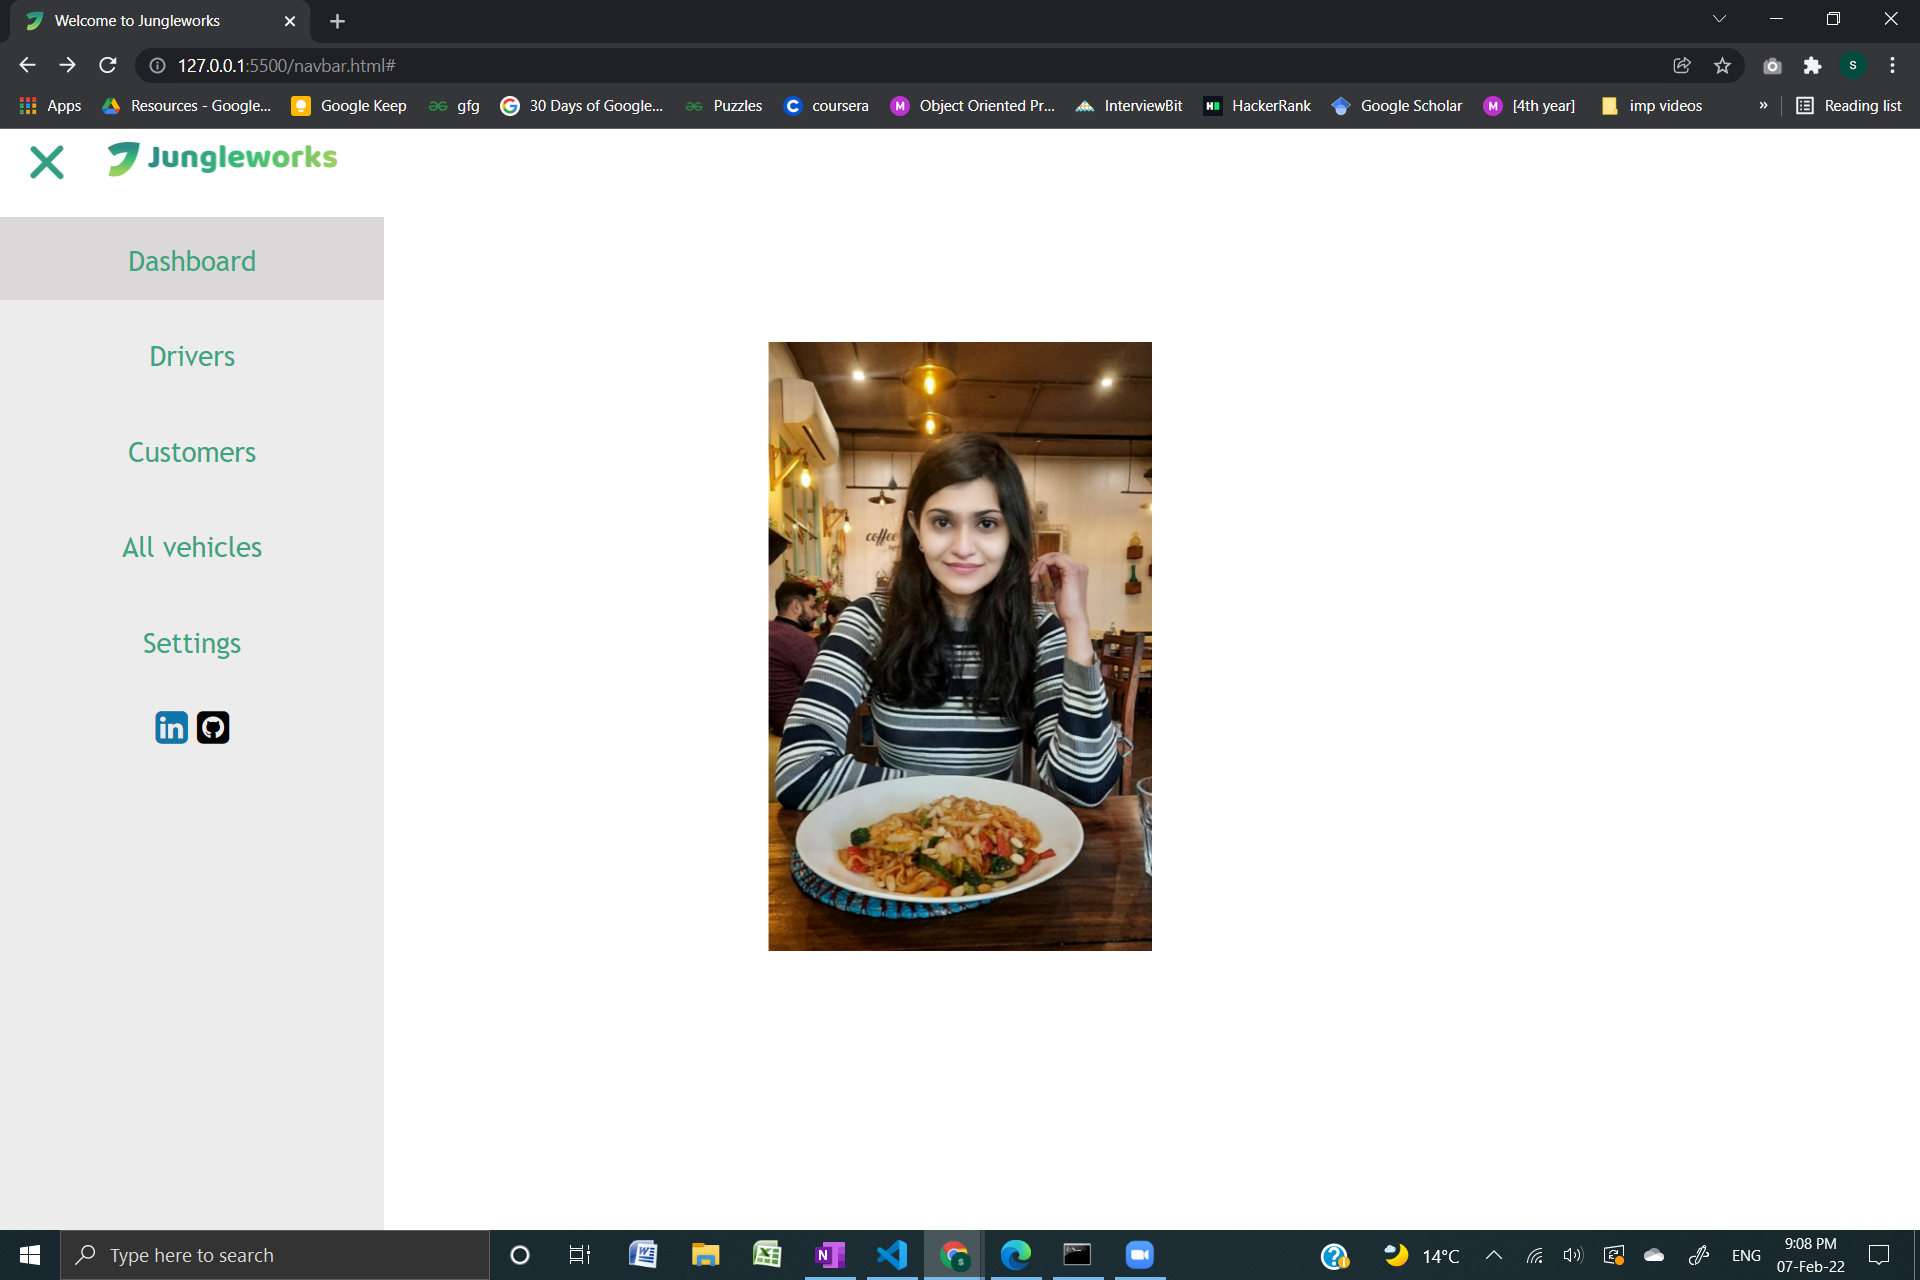 Welcome to Jungleworks
127.0.0.1:5500/navbar.html#
Apps Resources - Google... Google Keep gfg 30 Days of Google... Puzzles coursera M Object Oriented Pr... InterviewBit HackerRank Google Scholar M [4th year] imp videos » Reading list
Jungleworks
Dashboard
Drivers
Customers
All vehicles
Settings
in
coffee
Type here to search
14°C
ENG
9:08 PM
07-Feb-22